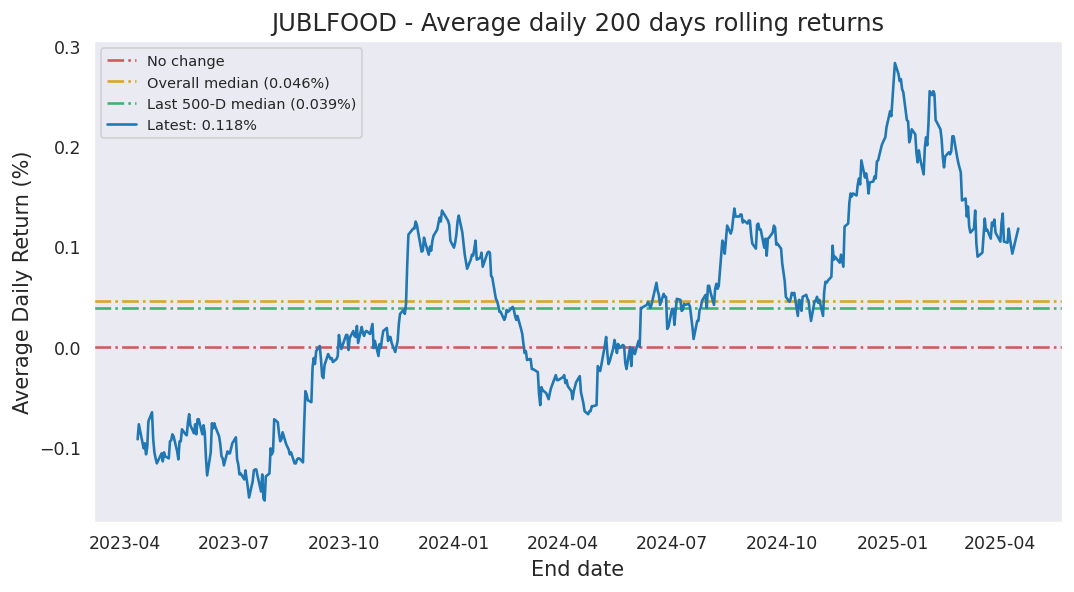 JUBLFOOD - Average daily 200 days rolling returns
No change
Overall median (0.046%)
Last 500-D median (0.039%)
Latest: 0.118%
Average Daily Return (%)
0.3
0.2
0.1
0.0
−0.1
2023-04 2023-07 2023-10 2024-01 2024-04 2024-07 2024-10 2025-01 2025-04
End date